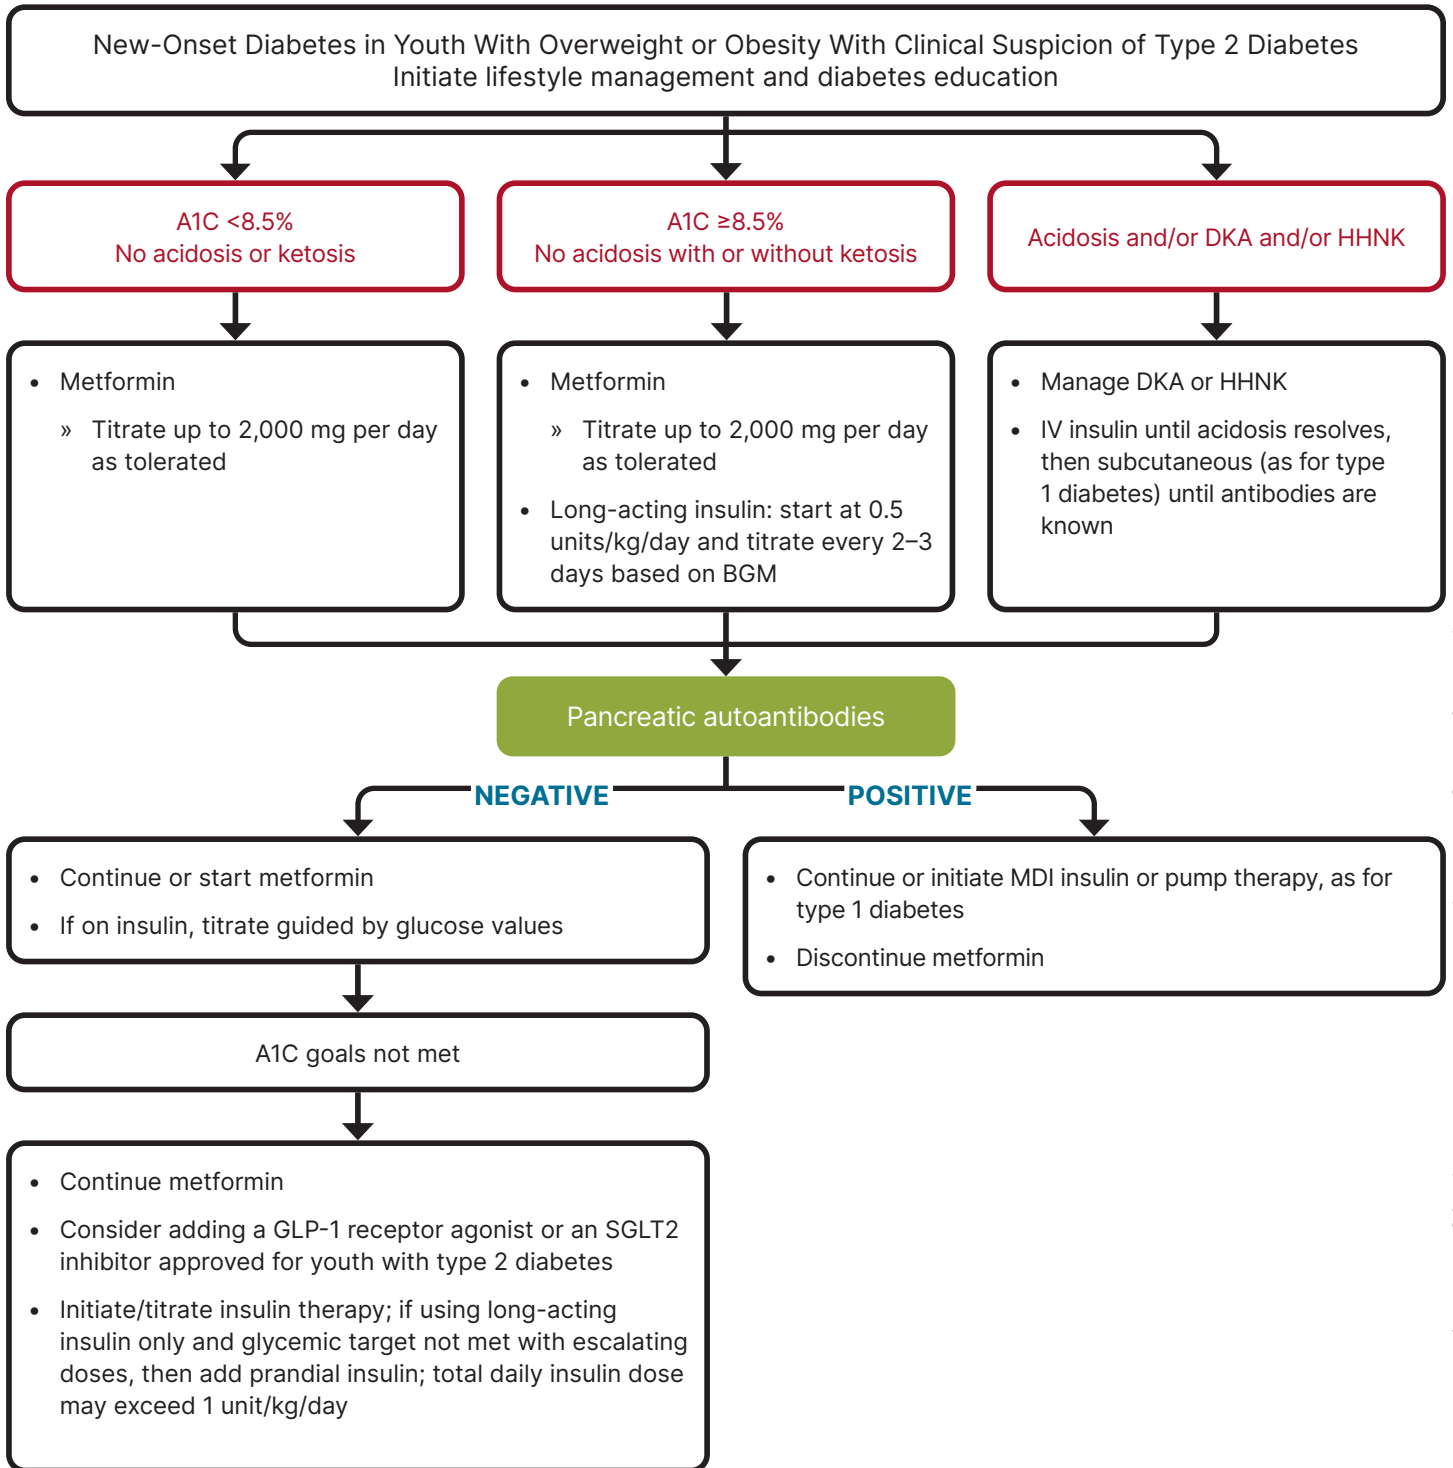 New-Onset Diabetes in Youth With Overweight or Obesity With Clinical Suspicion of Type 2 Diabetes
Initiate lifestyle management and diabetes education
A1C <8.5%
No acidosis or ketosis
A1C ≥8.5%
No acidosis with or without ketosis
Acidosis and/or DKA and/or HHNK
• Metformin
» Titrate up to 2,000 mg per day
as tolerated
• Metformin
» Titrate up to 2,000 mg per day
as tolerated
• Long-acting insulin: start at 0.5
units/kg/day and titrate every 2–3
days based on BGM
• Manage DKA or HHNK
• IV insulin until acidosis resolves,
then subcutaneous (as for type
1 diabetes) until antibodies are
known
Pancreatic autoantibodies
NEGATIVE
POSITIVE
• Continue or start metformin
• If on insulin, titrate guided by glucose values
• Continue or initiate MDI insulin or pump therapy, as for
type 1 diabetes
• Discontinue metformin
A1C goals not met
• Continue metformin
• Consider adding a GLP-1 receptor agonist or an SGLT2
inhibitor approved for youth with type 2 diabetes
• Initiate/titrate insulin therapy; if using long-acting
insulin only and glycemic target not met with escalating
doses, then add prandial insulin; total daily insulin dose
may exceed 1 unit/kg/day